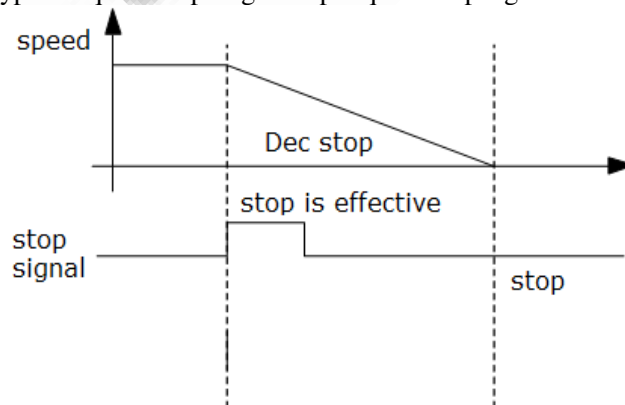 speed
Dec stop
stop is effective
stop
signal
stop